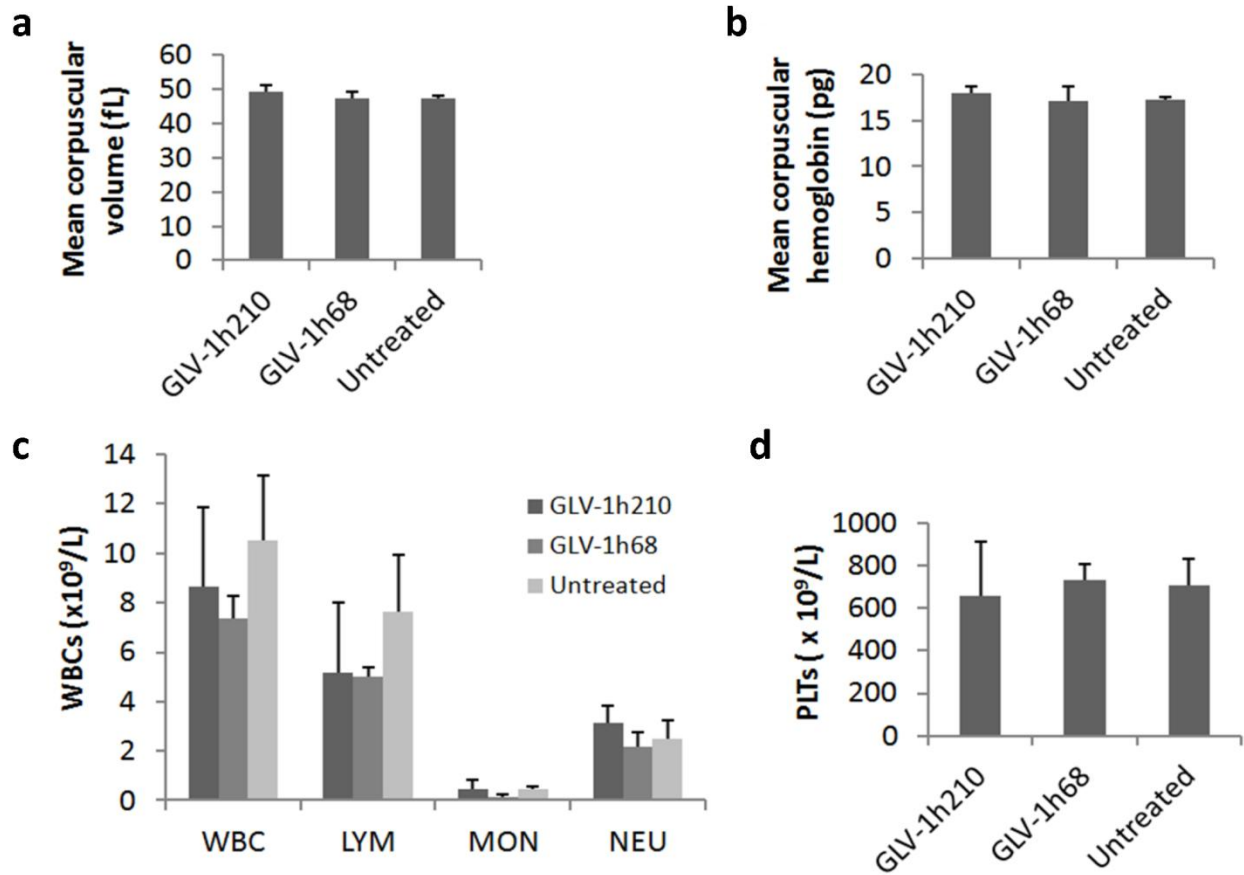 a
Mean corpuscular
volume (fL)
60
50
40
30
20
10
0
GLV-1h210
GLV-1h68
Untreated
b
Mean corpuscular
hemoglobin (pg)
20
15
10
5
0
GLV-1h210
GLV-1h68
Untreated
c
WBCs (x10⁹/L)
14
12
10
8
6
4
2
0
WBC
LYM
MON
NEU
GLV-1h210
GLV-1h68
Untreated
d
PLTs ( x 10⁹/L)
1000
800
600
400
200
0
GLV-1h210
GLV-1h68
Untreated